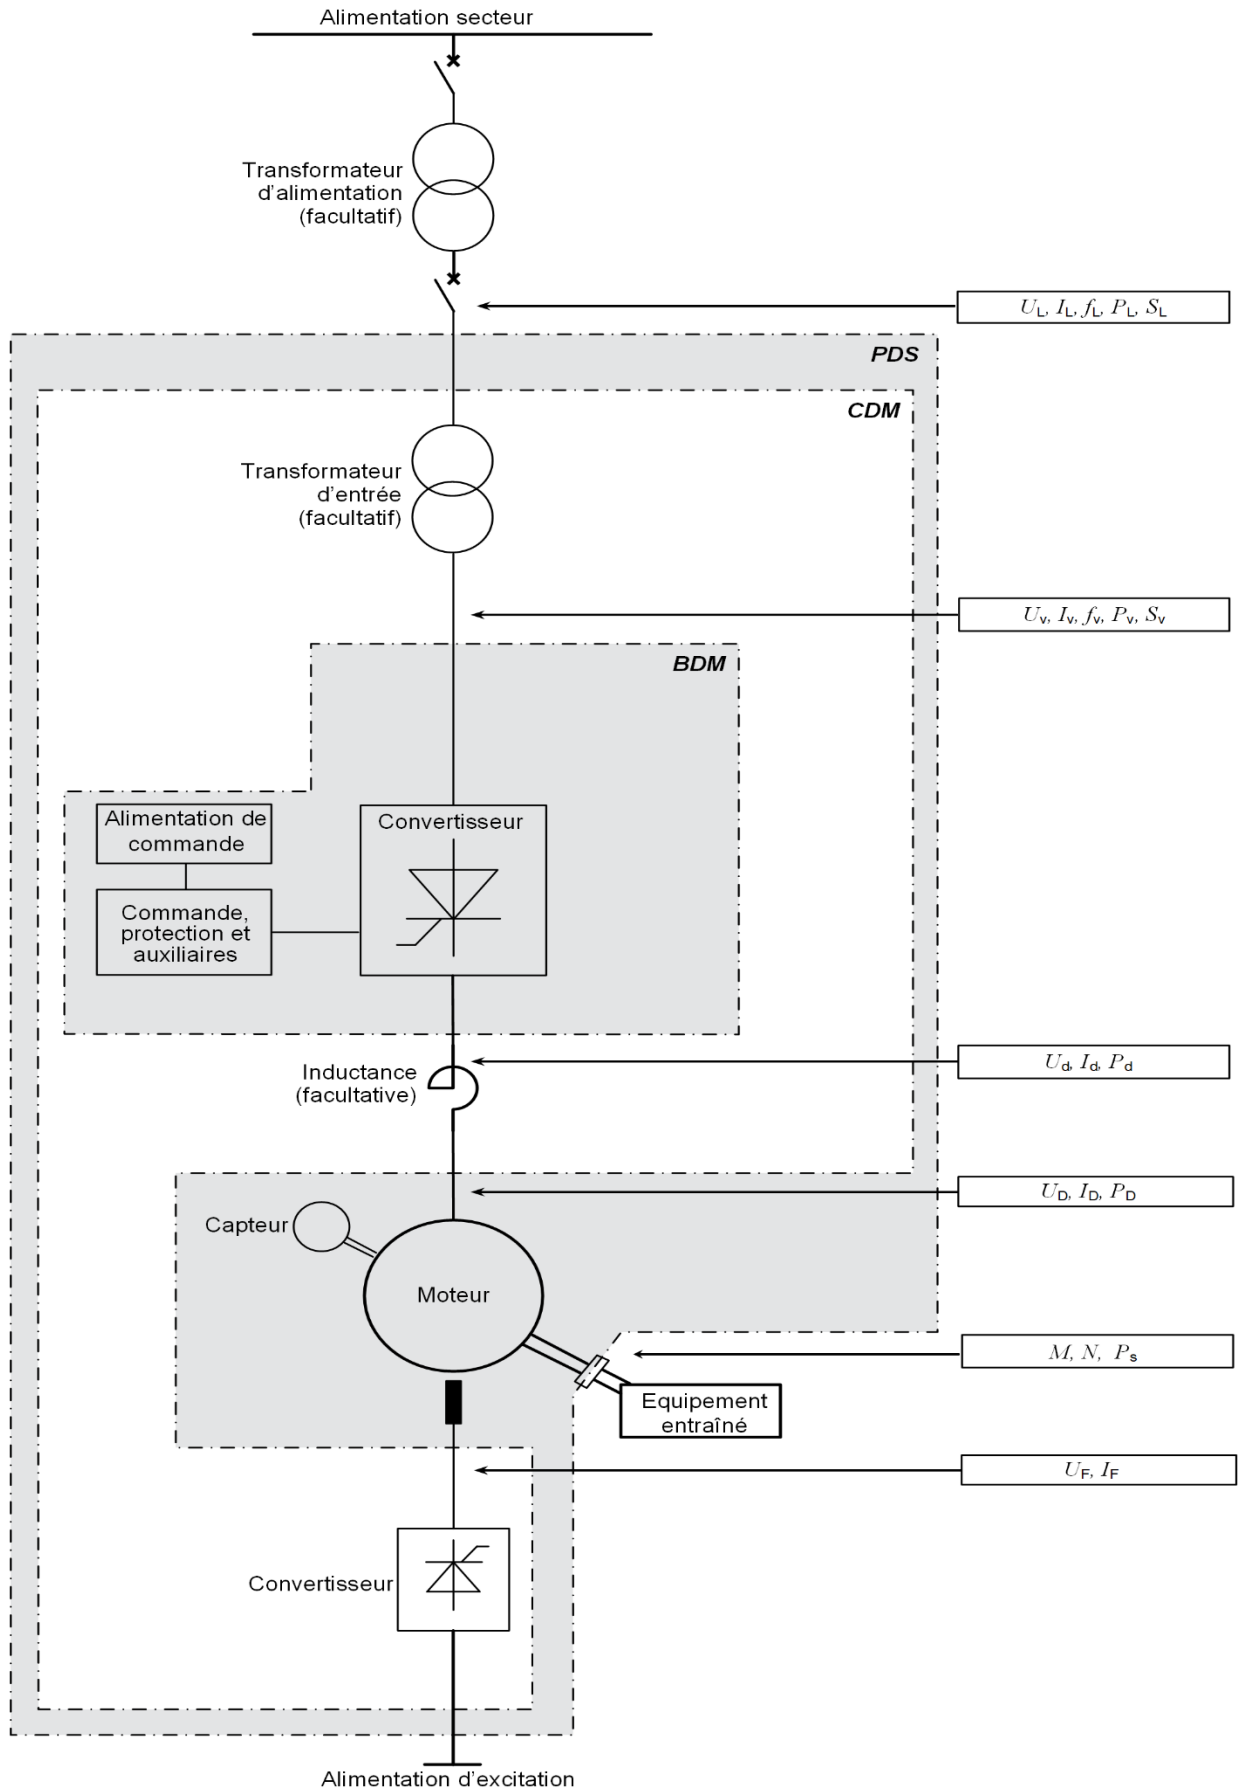 Alimentation secteur
Transformateur
d'alimentation
(facultatif)
U_L, I_L, f_L, P_L, S_L
PDS
CDM
Transformateur
d'entrée
(facultatif)
U_v, I_v, f_v, P_v, S_v
BDM
Alimentation de
commande
Convertisseur
Commande,
protection et
auxiliaires
Inductance
(facultative)
U_d, I_d, P_d
U_D, I_D, P_D
Capteur
Moteur
M, N, P_s
Equipement
entraîné
U_F, I_F
Convertisseur
Alimentation d'excitation